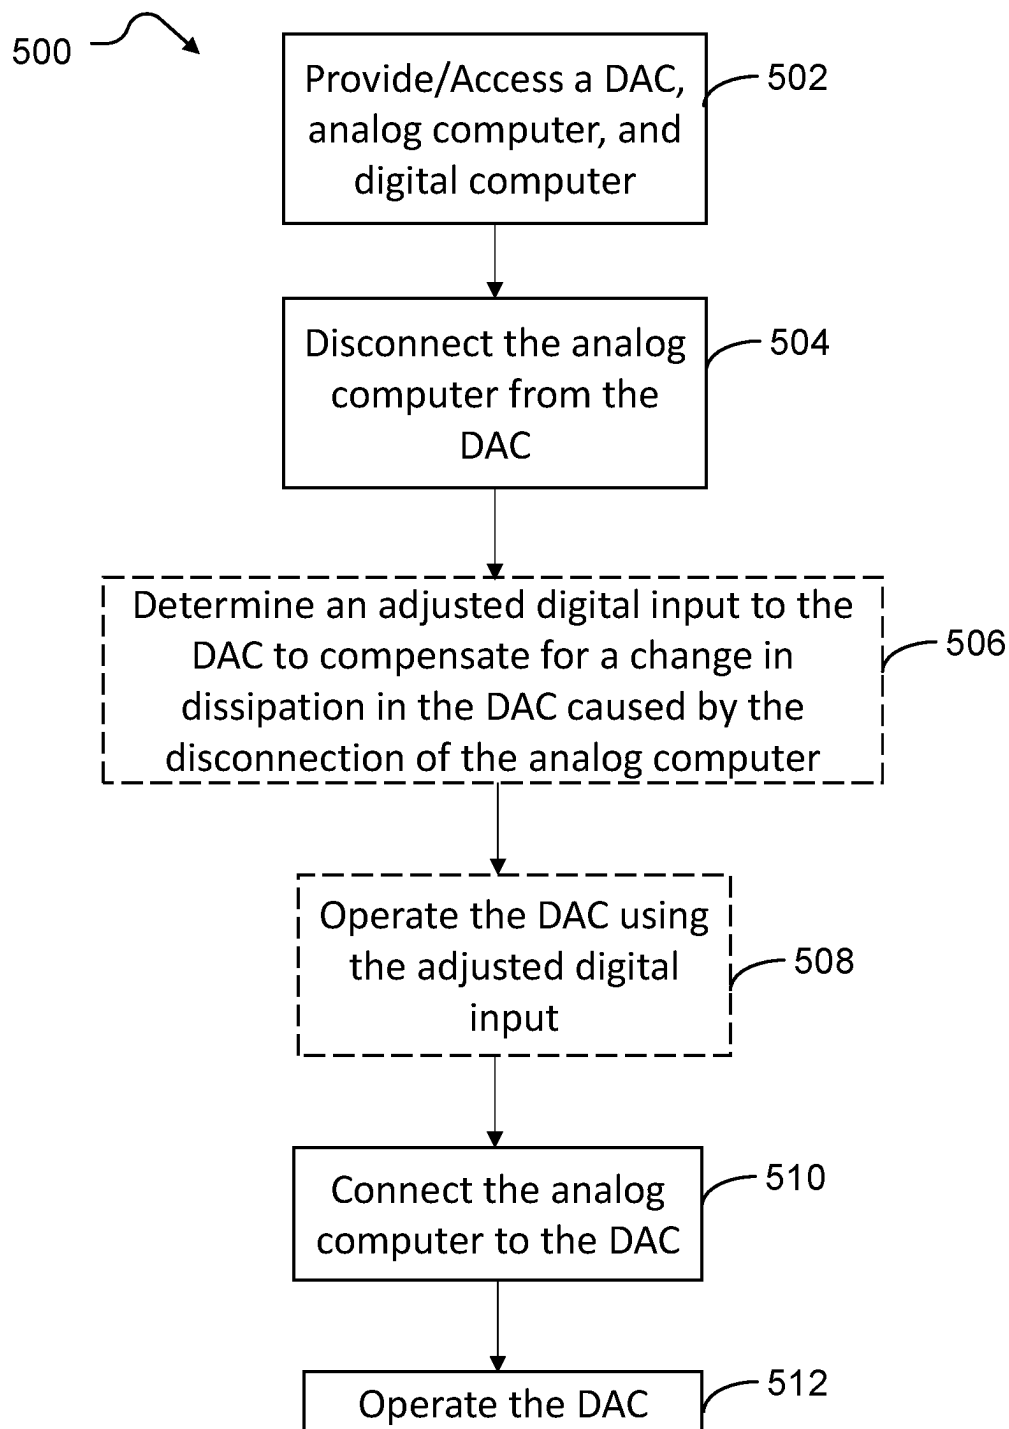 500
Provide/Access a DAC,
analog computer, and
digital computer
502
Disconnect the analog
computer from the
DAC
504
Determine an adjusted digital input to the
DAC to compensate for a change in
dissipation in the DAC caused by the
disconnection of the analog computer
506
Operate the DAC using
the adjusted digital
input
508
Connect the analog
computer to the DAC
510
Operate the DAC
512